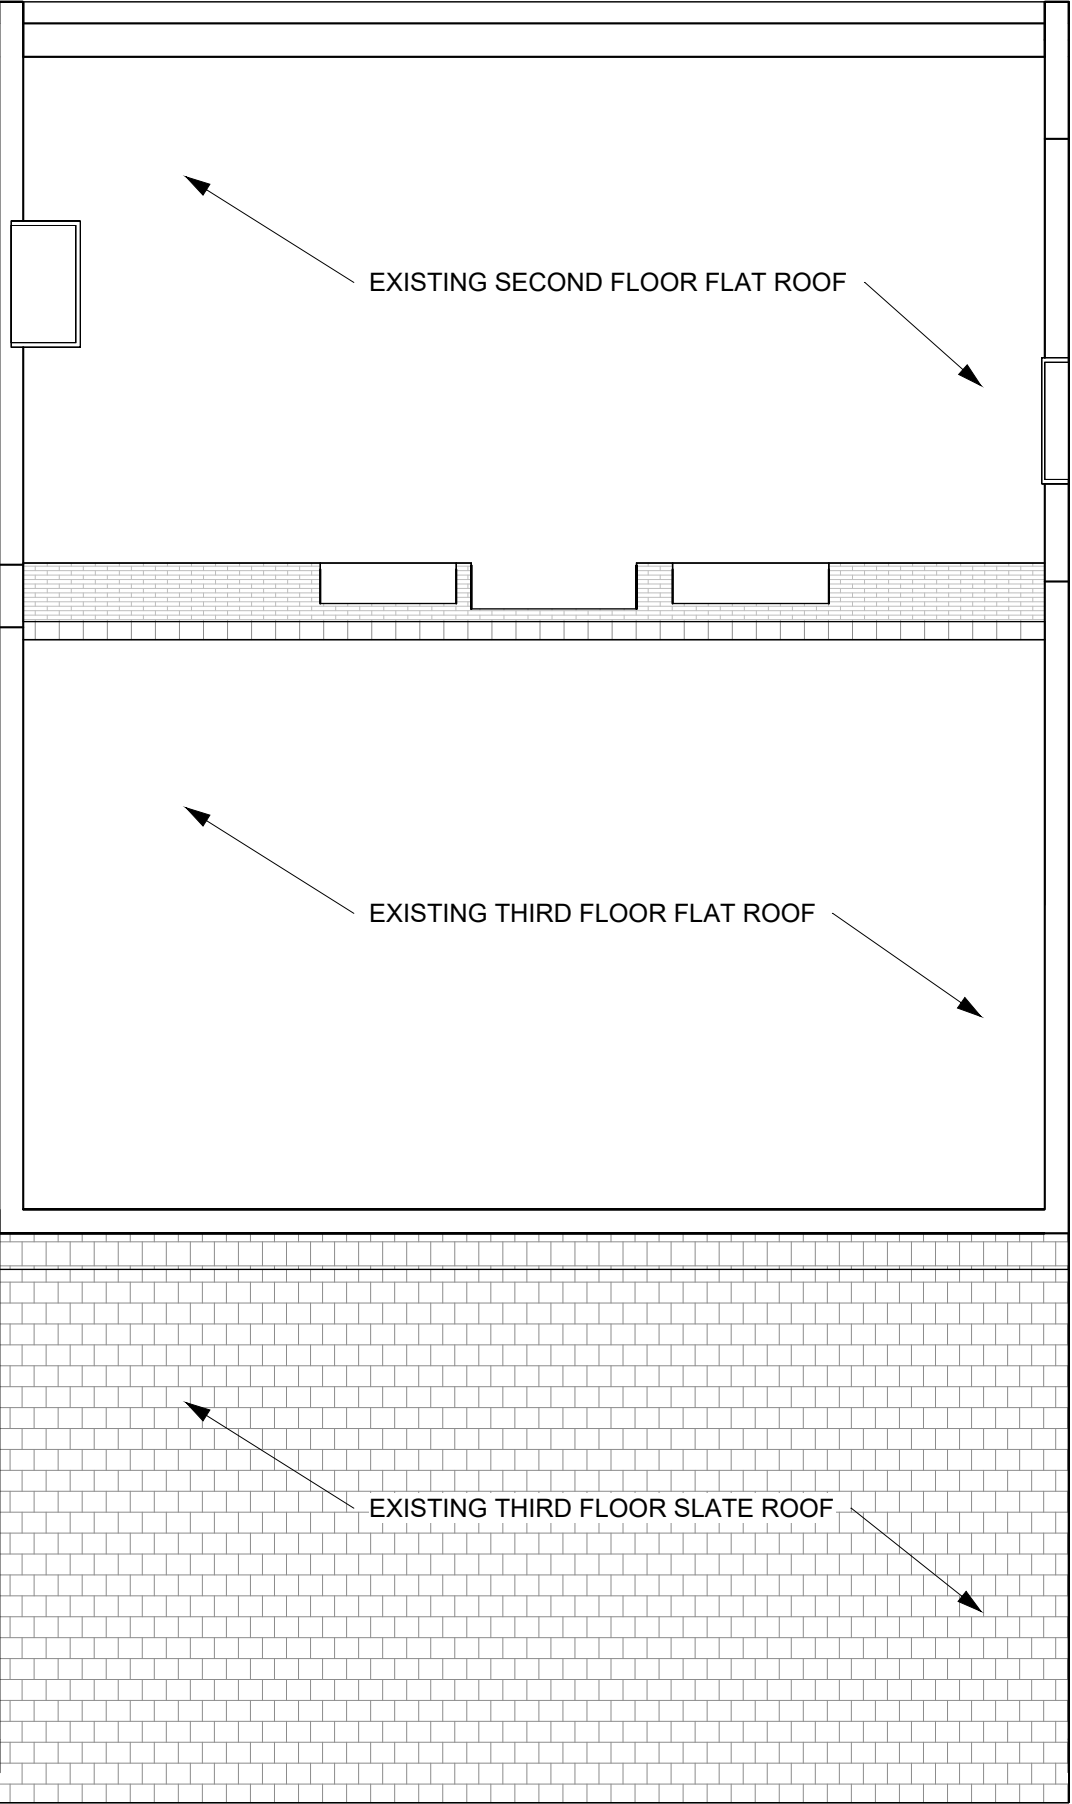 EXISTING SECOND FLOOR FLAT ROOF
EXISTING THIRD FLOOR FLAT ROOF
EXISTING THIRD FLOOR SLATE ROOF